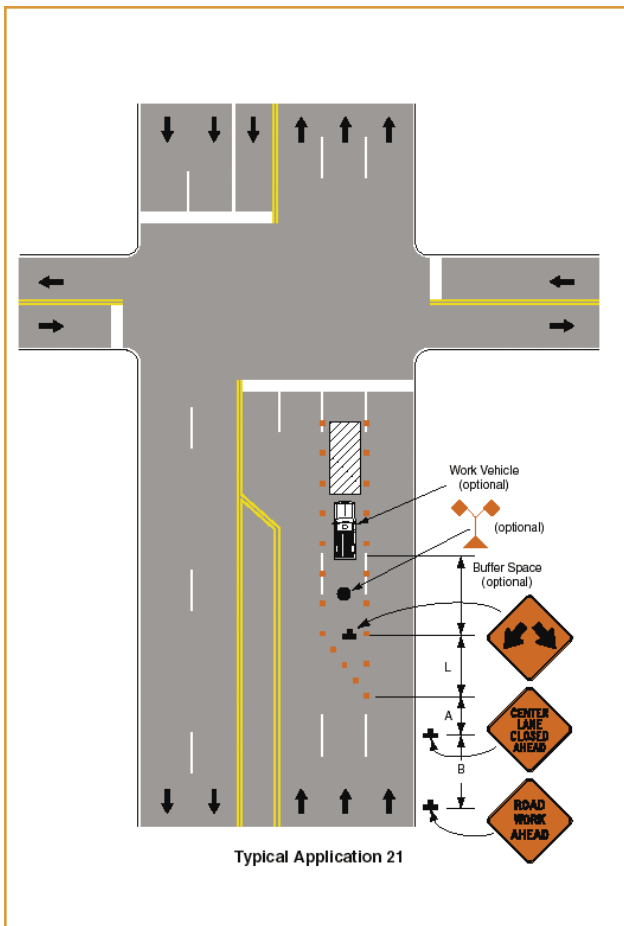 Work Vehicle
(optional)
(optional)
Buffer Space
(optional)
L
A
CENTER
LANE
CLOSED
AHEAD
B
ROAD
WORK
AHEAD
Typical Application 21